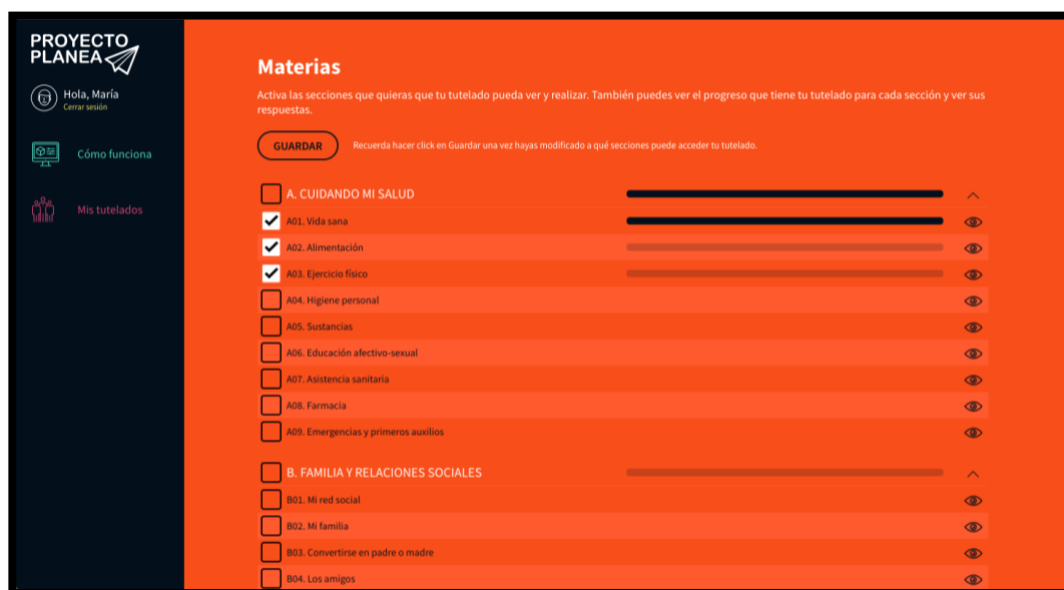 PROYECTO
PLANEA
Hola, María
Cerrar sesión
Cómo funciona
Mis tutelados
Materias
Activa las secciones que quieras que tu tutelado pueda ver y realizar. También puedes ver el progreso que tiene tu tutelado para cada sección y ver sus
respuestas.
GUARDAR
Recuerda hacer click en Guardar una vez hayas modificado a qué secciones puede acceder tu tutelado.
A. CUIDANDO MI SALUD
A01. Vida sana
A02. Alimentación
A03. Ejercicio físico
A04. Higiene personal
A05. Sustancias
A06. Educación afectivo-sexual
A07. Asistencia sanitaria
A08. Farmacia
A09. Emergencias y primeros auxilios
B. FAMILIA Y RELACIONES SOCIALES
B01. Mi red social
B02. Mi familia
B03. Convertirse en padre o madre
B04. Los amigos